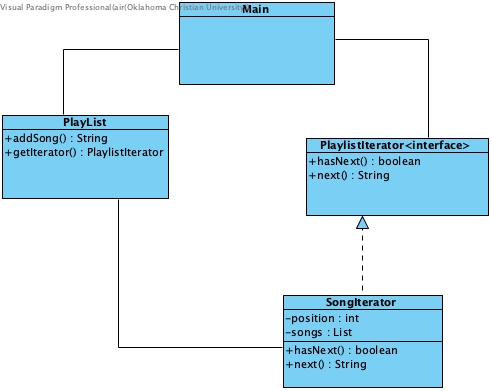 Visual Paradigm Professional(air(Oklahoma Christian University))
Main
PlayList
+addSong() : String
+getIterator() : PlaylistIterator
PlaylistIterator<interface>
+hasNext() : boolean
+next() : String
SongIterator
-position : int
-songs : List
+hasNext() : boolean
+next() : String